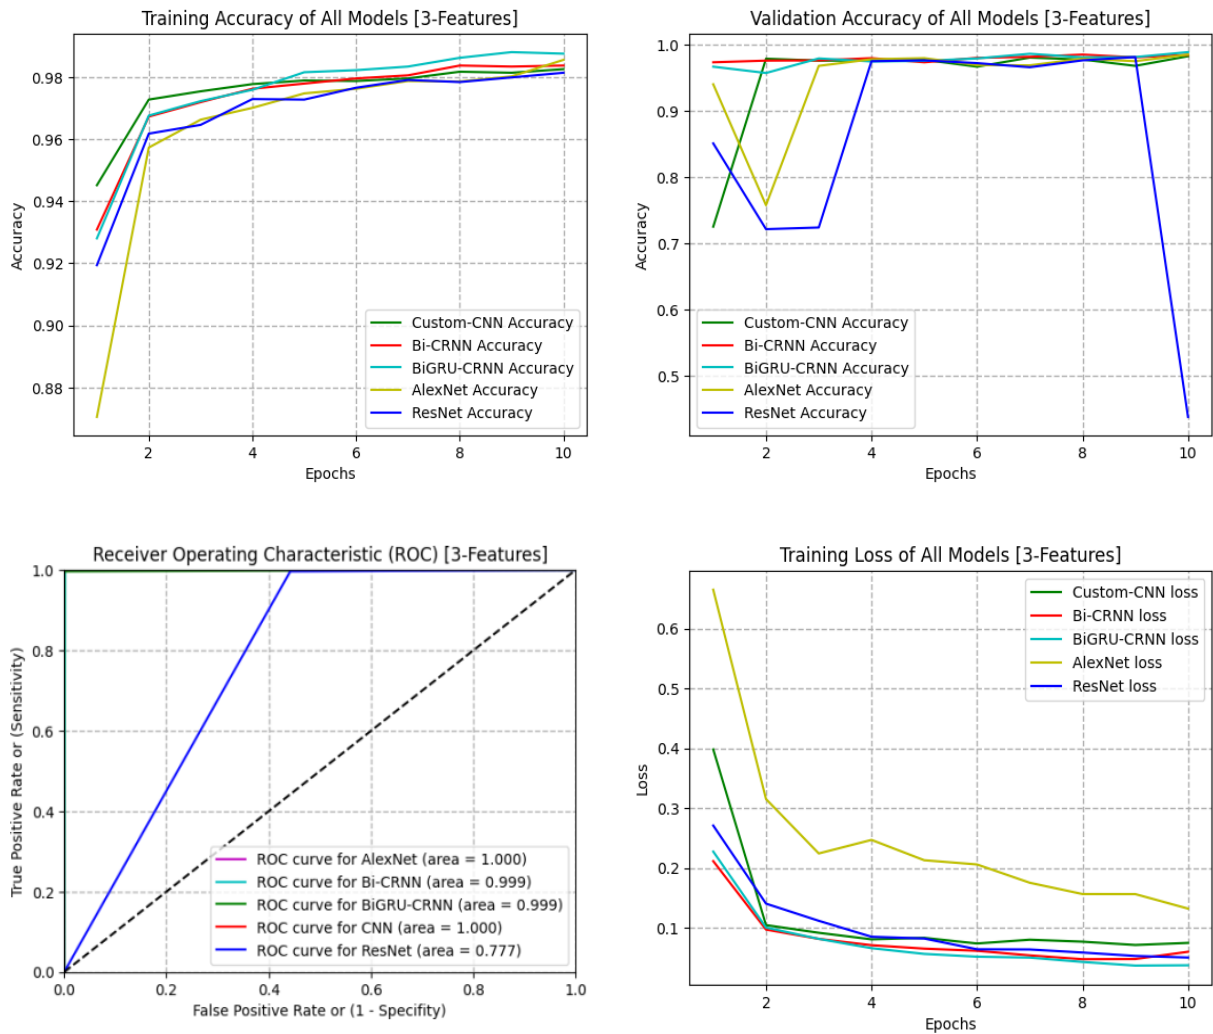 Training Accuracy of All Models [3-Features]
0.98
0.96
0.94
0.92
0.90
0.88
Accuracy
Custom-CNN Accuracy
Bi-CRNN Accuracy
BiGRU-CRNN Accuracy
AlexNet Accuracy
ResNet Accuracy
2 4 6 8 10
Epochs
Validation Accuracy of All Models [3-Features]
1.0
0.9
0.8
0.7
0.6
0.5
Accuracy
Custom-CNN Accuracy
Bi-CRNN Accuracy
BiGRU-CRNN Accuracy
AlexNet Accuracy
ResNet Accuracy
2 4 6 8 10
Epochs
Receiver Operating Characteristic (ROC) [3-Features]
1.0
0.8
0.6
0.4
0.2
0.0
True Positive Rate or (Sensitivity)
ROC curve for AlexNet (area = 1.000)
ROC curve for Bi-CRNN (area = 0.999)
ROC curve for BiGRU-CRNN (area = 0.999)
ROC curve for CNN (area = 1.000)
ROC curve for ResNet (area = 0.777)
0.0 0.2 0.4 0.6 0.8 1.0
False Positive Rate or (1 - Specifity)
Training Loss of All Models [3-Features]
0.6
0.5
0.4
0.3
0.2
0.1
Loss
Custom-CNN loss
Bi-CRNN loss
BiGRU-CRNN loss
AlexNet loss
ResNet loss
2 4 6 8 10
Epochs